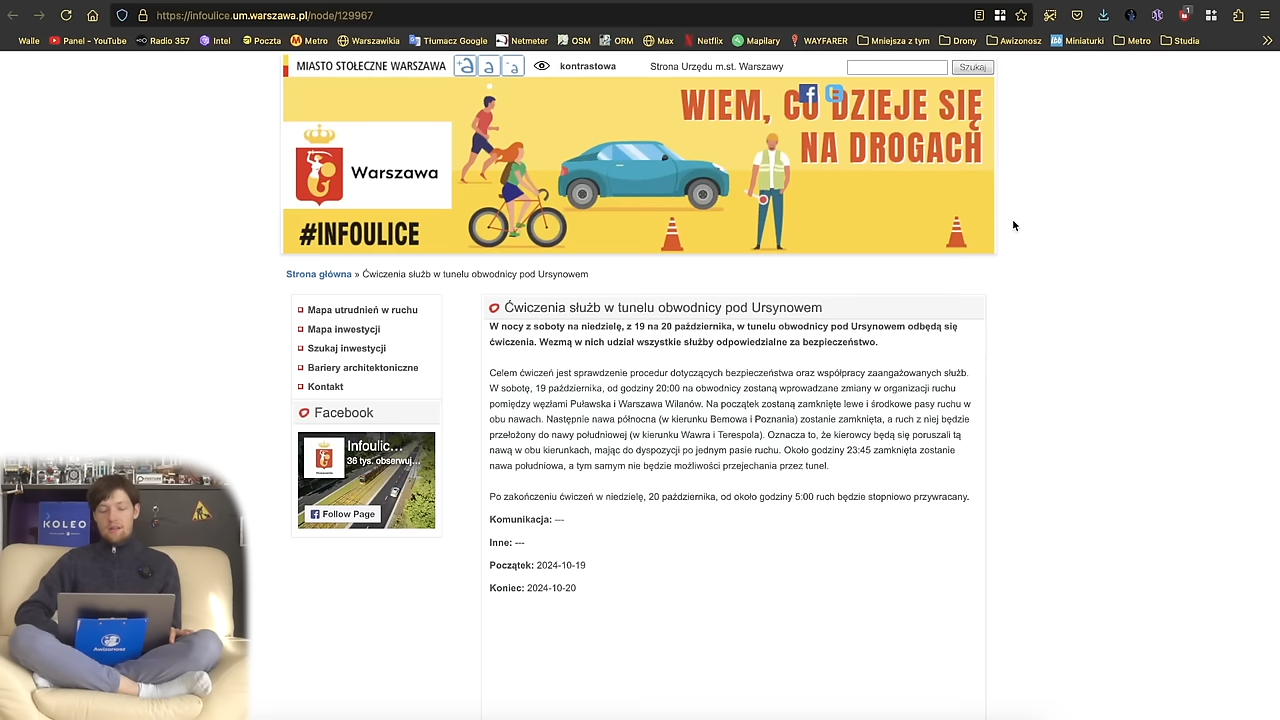 https://infoulice.um.warszawa.pl/node/129967
1
Walle Panel - YouTube Radio 357 Intel Poczta Metro Warszawikia Tłumacz Google Netmeter OSM ORM Max Netflix Mapilary WAYFARER Mniejsza z tym Drony Awizonosz Miniaturki Metro Studia
MIASTO STOŁECZNE WARSZAWA +a a -a kontrastowa Strona Urzędu m.st. Warszawy Szukaj
WIEM, CO DZIEJE SIĘ
NA DROGACH
Warszawa
#INFOULICE
Strona główna » Ćwiczenia służb w tunelu obwodnicy pod Ursynowem
Mapa utrudnień w ruchu
Mapa inwestycji
Szukaj inwestycji
Bariery architektoniczne
Kontakt
Facebook
Infoulic...
36 tys. obserwuj...
Follow Page
Ćwiczenia służb w tunelu obwodnicy pod Ursynowem
W nocy z soboty na niedzielę, z 19 na 20 października, w tunelu obwodnicy pod Ursynowem odbędą się
ćwiczenia. Wezmą w nich udział wszystkie służby odpowiedzialne za bezpieczeństwo.
Celem ćwiczeń jest sprawdzenie procedur dotyczących bezpieczeństwa oraz współpracy zaangażowanych służb.
W sobotę, 19 października, od godziny 20:00 na obwodnicy zostaną wprowadzane zmiany w organizacji ruchu
pomiędzy węzłami Puławska i Warszawa Wilanów. Na początek zostaną zamknięte lewe i środkowe pasy ruchu w
obu nawach. Następnie nawa północna (w kierunku Bemowa i Poznania) zostanie zamknięta, a ruch z niej będzie
przełożony do nawy południowej (w kierunku Wawra i Terespola). Oznacza to, że kierowcy będą się poruszali tą
nawą w obu kierunkach, mając do dyspozycji po jednym pasie ruchu. Około godziny 23:45 zamknięta zostanie
nawa południowa, a tym samym nie będzie możliwości przejechania przez tunel.
Po zakończeniu ćwiczeń w niedzielę, 20 października, od około godziny 5:00 ruch będzie stopniowo przywracany.
Komunikacja: ---
Inne: ---
Początek: 2024-10-19
Koniec: 2024-10-20
KOLEO
Awizonosz